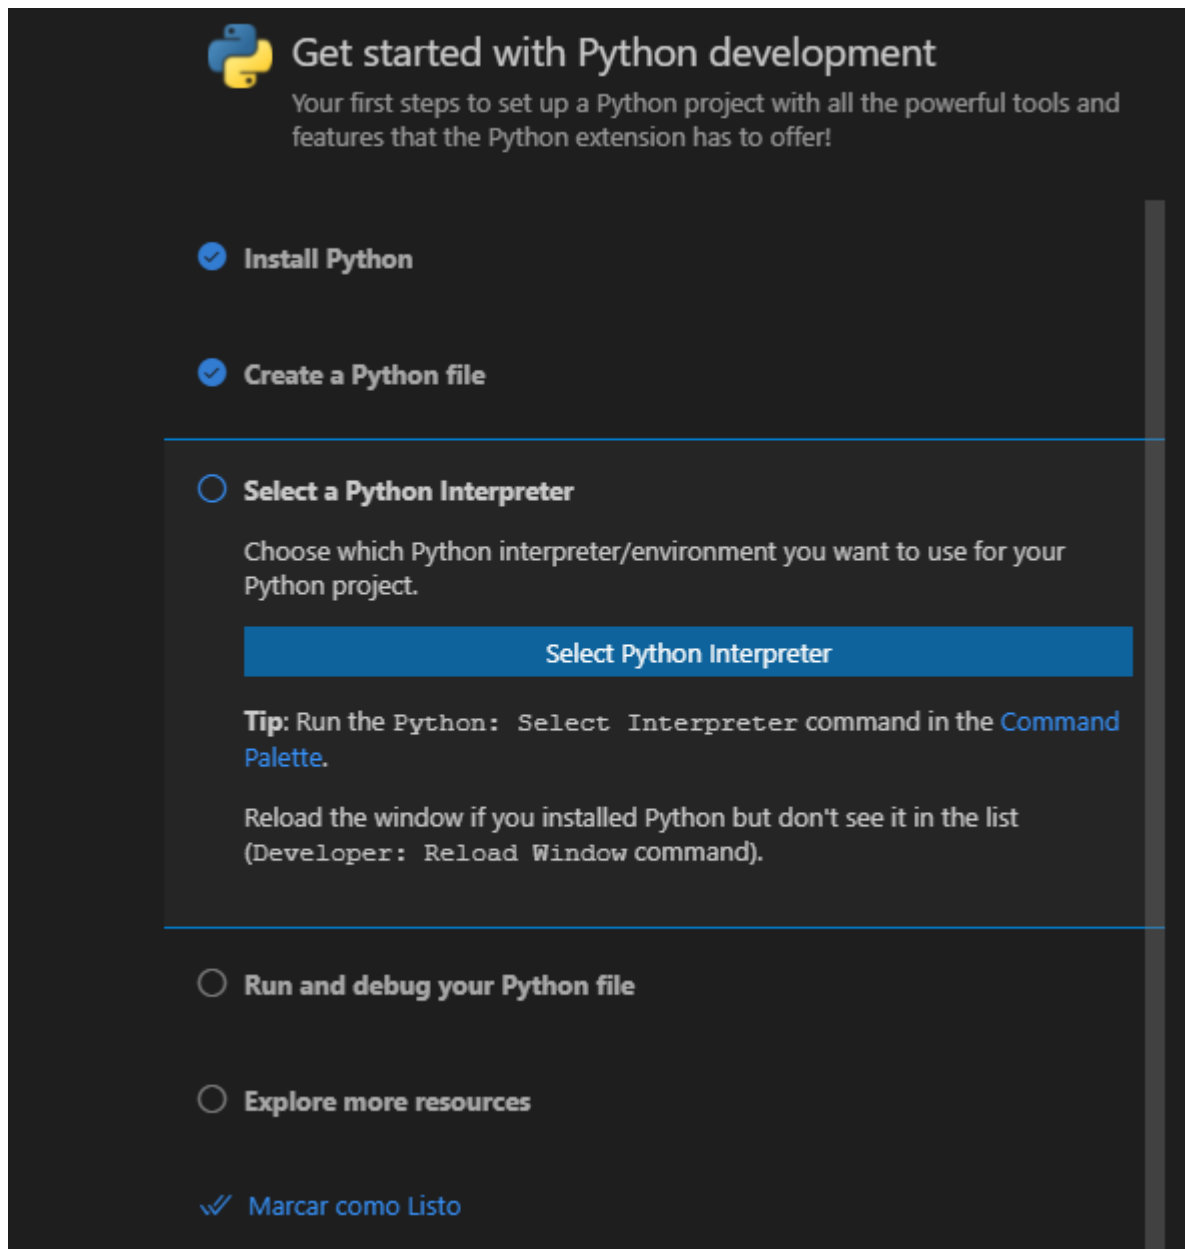 Get started with Python development
Your first steps to set up a Python project with all the powerful tools and
features that the Python extension has to offer!
Install Python
Create a Python file
Select a Python Interpreter
Choose which Python interpreter/environment you want to use for your
Python project.
Select Python Interpreter
Tip: Run the Python: Select Interpreter command in the Command
Palette.
Reload the window if you installed Python but don't see it in the list
(Developer: Reload Window command).
Run and debug your Python file
Explore more resources
Marcar como Listo